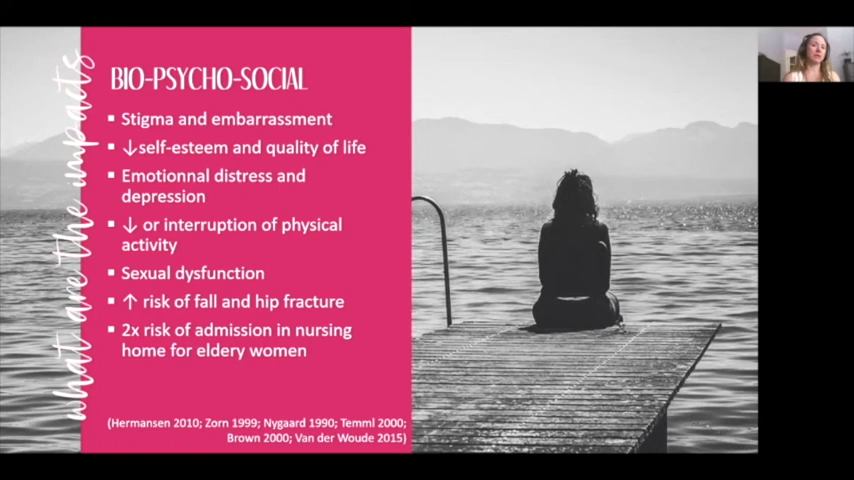 what are the impacts
BIO-PSYCHO-SOCIAL
▪ Stigma and embarrassment
▪ ↓self-esteem and quality of life
▪ Emotionnal distress and
depression
▪ ↓ or interruption of physical
activity
▪ Sexual dysfunction
▪ ↑ risk of fall and hip fracture
▪ 2x risk of admission in nursing
home for eldery women
(Hermansen 2010; Zorn 1999; Nygaard 1990; Temml 2000;
Brown 2000; Van der Woude 2015)